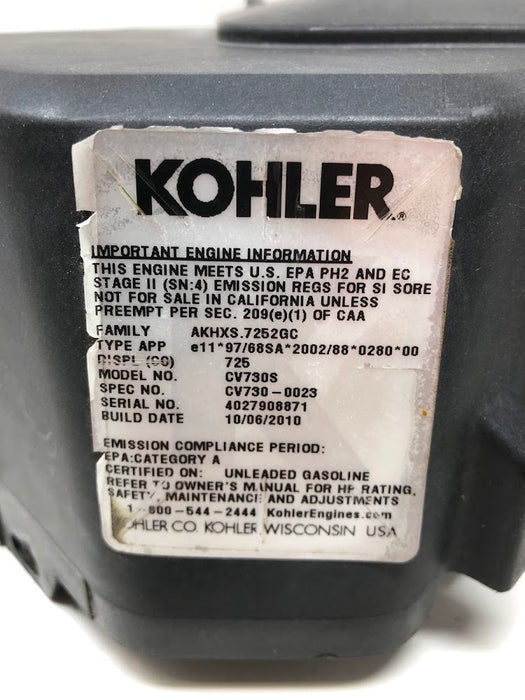 KOHLER®
IMPORTANT ENGINE INFORMATION
THIS ENGINE MEETS U.S. EPA PH2 AND EC
STAGE II (SN:4) EMISSION REGS FOR SI SORE
NOT FOR SALE IN CALIFORNIA UNLESS
PREEMPT PER SEC. 209(e)(1) OF CAA
FAMILY AKHXS.7252GC
TYPE APP e11*97/68SA*2002/88*0280*00
DISPL (CC) 725
MODEL NO. CV730S
SPEC NO. CV730-0023
SERIAL NO. 4027908871
BUILD DATE 10/06/2010
EMISSION COMPLIANCE PERIOD:
EPA:CATEGORY A
CERTIFIED ON: UNLEADED GASOLINE
REFER TO OWNER'S MANUAL FOR HP RATING,
SAFETY, MAINTENANCE AND ADJUSTMENTS
1-800-544-2444 KohlerEngines.com
KOHLER CO. KOHLER WISCONSIN USA